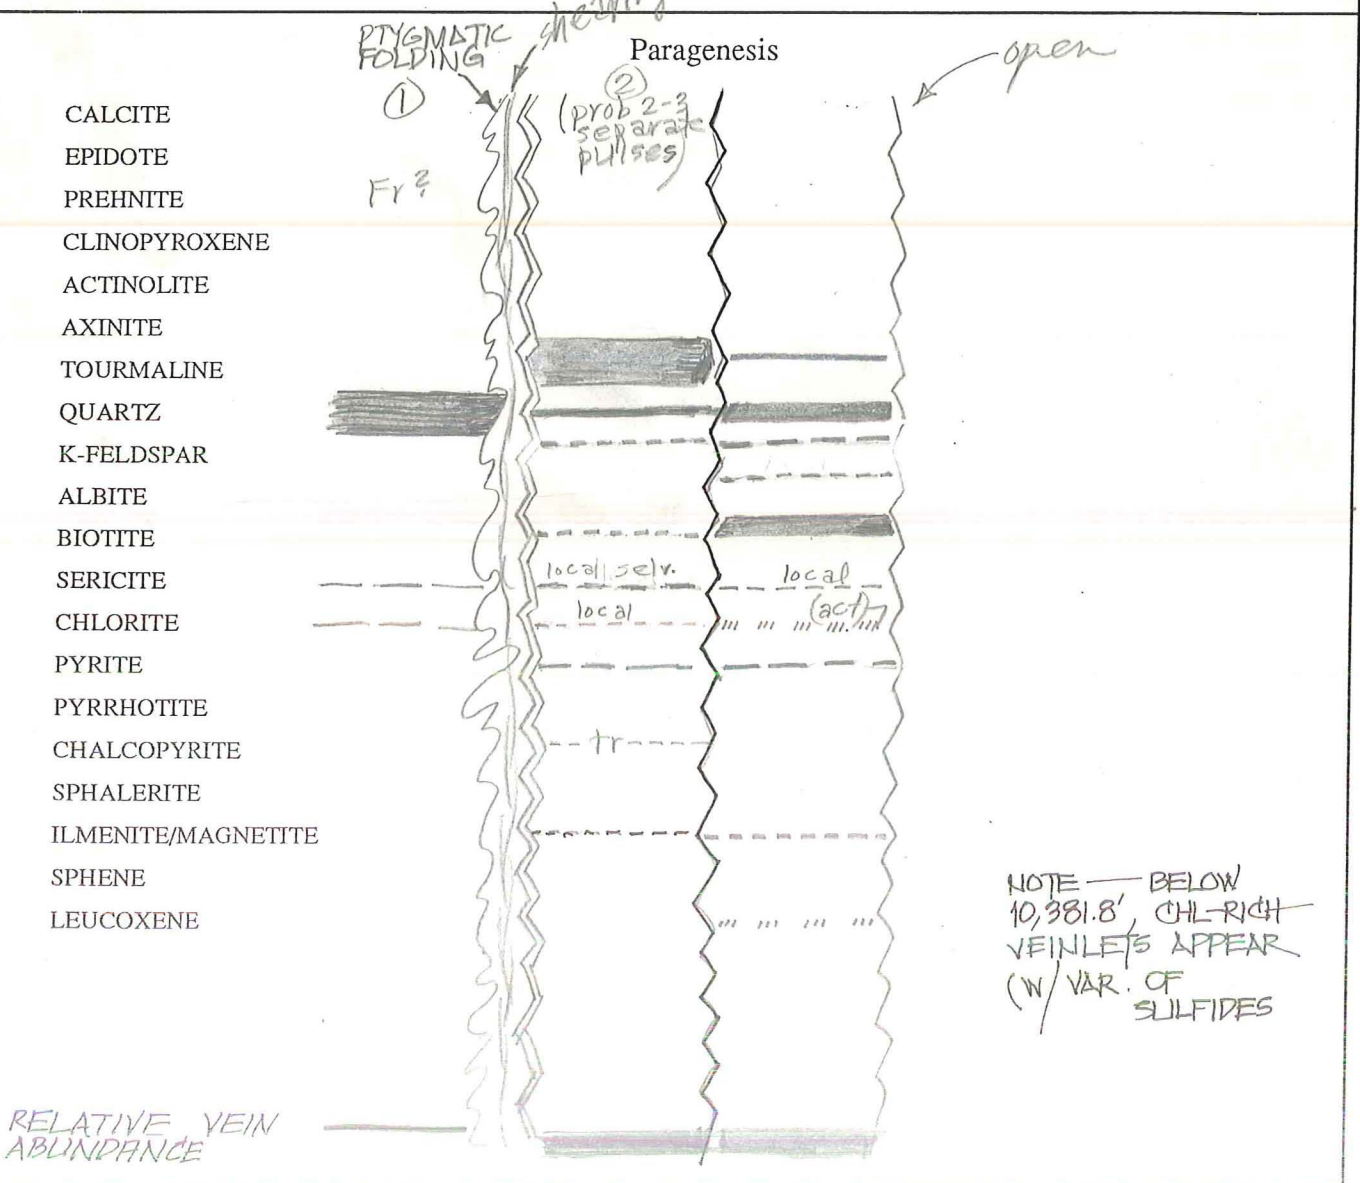 shearing
PTYGMATIC
FOLDING
Paragenesis
open
①
②
(prob 2-3
separate
pulses)
Fr?
CALCITE
EPIDOTE
PREHNITE
CLINOPYROXENE
ACTINOLITE
AXINITE
TOURMALINE
QUARTZ
K-FELDSPAR
ALBITE
BIOTITE
SERICITE
local selv.
local
CHLORITE
local
(act)
PYRITE
PYRRHOTITE
CHALCOPYRITE
tr
SPHALERITE
ILMENITE/MAGNETITE
SPHENE
LEUCOXENE
NOTE — BELOW
10,381.8', CHL-RICH
VEINLETS APPEAR
(W/ VAR. OF
SULFIDES
RELATIVE VEIN
ABUNDANCE